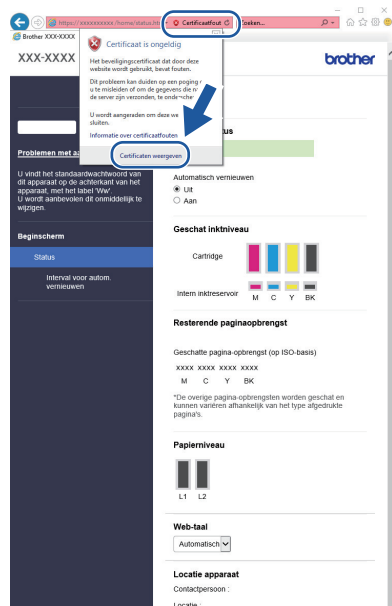 https://xxxxxxxxxx/home/status.ht
Certificaatfout
Zoeken...
Brother XXX-XXXX
Certificaat is ongeldig
Het beveiligingscertificaat dat door deze
website wordt gebruikt, bevat fouten.
Dit probleem kan duiden op een poging o
u te misleiden of om de gegevens die na
de server zijn verzonden, te
U wordt aangeraden om deze we
sluiten.
Informatie over certificaatfouten
Certificaten weergeven
XXX-XXXX
brother
Problemen met aa
U vindt het standaardwachtwoord van
dit apparaat op de achterkant van het
apparaat, met het label 'Ww'.
U wordt aanbevolen dit onmiddellijk te
wijzigen.
Beginscherm
Status
Interval voor autom.
vernieuwen
tus
Automatisch vernieuwen
Uit
Aan
Geschat inktniveau
Cartridge
Intern inktreservoir
M C Y BK
Resterende paginaopbrengst
Geschatte pagina-opbrengst (op ISO-basis)
xxxx xxxx xxxx xxxx
M C Y BK
*De overige pagina-opbrengsten worden geschat en
kunnen variëren afhankelijk van het type afgedrukte
pagina's.
Papierniveau
L1 L2
Web-taal
Automatisch
Locatie apparaat
Contactpersoon :
Locatie :